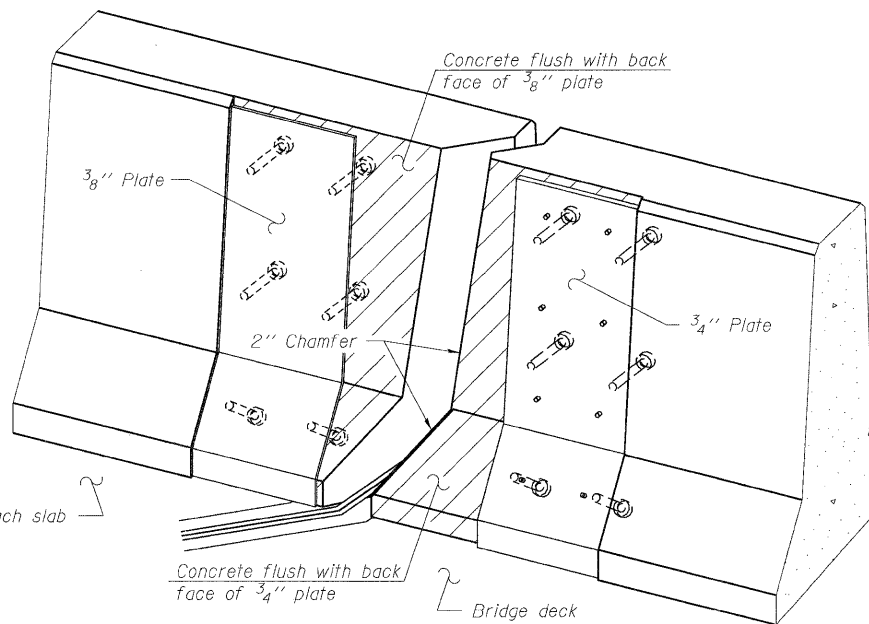 Concrete flush with back
face of 3/8" plate
3/8" Plate
3/4" Plate
2" Chamfer
ach slab
Concrete flush with back
face of 3/4" plate
Bridge deck